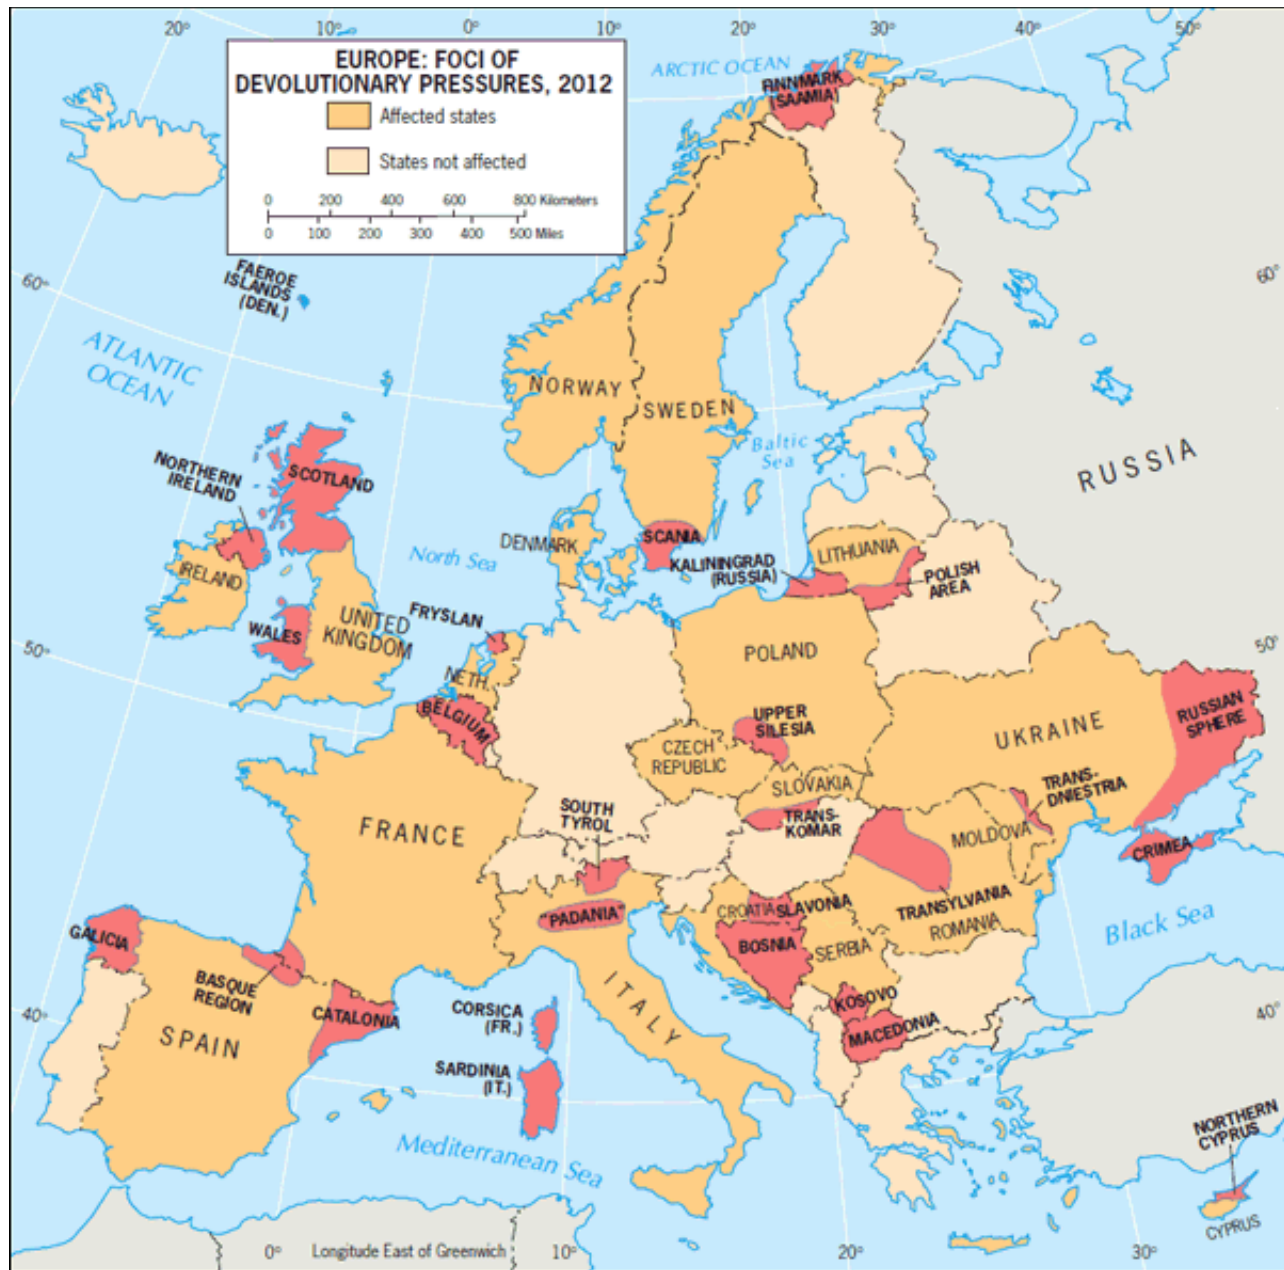 20°
10°
0°
10°
20°
30°
40°
50°
EUROPE: FOCI OF
DEVOLUTIONARY PRESSURES, 2012
Affected states
States not affected
0 200 400 600 800 Kilometers
0 100 200 300 400 500 Miles
ARCTIC OCEAN
FINNMARK
(SAAMIA)
60°
60°
FAEROE
ISLANDS
(DEN.)
ATLANTIC
OCEAN
NORWAY
SWEDEN
Baltic
Sea
RUSSIA
NORTHERN
IRELAND
SCOTLAND
DENMARK
North Sea
SCANIA
KALININGRAD
(RUSSIA)
LITHUANIA
POLISH
AREA
IRELAND
WALES
UNITED
KINGDOM
FRYSLAN
NETH.
BELGIUM
POLAND
50°
50°
UPPER
SILESIA
CZECH
REPUBLIC
SLOVAKIA
UKRAINE
RUSSIAN
SPHERE
TRANS-
DNIESTRIA
SOUTH
TYROL
TRANS-
KOMAR
FRANCE
MOLDOVA
CRIMEA
"PADANIA"
CROATIA
SLAVONIA
TRANSYLVANIA
ROMANIA
Black Sea
GALICIA
BOSNIA
SERBIA
BASQUE
REGION
KOSOVO
MACEDONIA
CATALONIA
CORSICA
(FR.)
ITALY
40°
40°
SPAIN
SARDINIA
(IT.)
Mediterranean Sea
NORTHERN
CYPRUS
CYPRUS
0°
Longitude East of Greenwich
10°
20°
30°